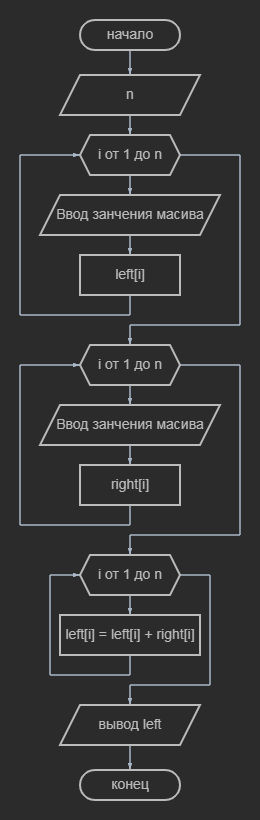 начало
n
i от 1 до n
Ввод занчения масива
left[i]
i от 1 до n
Ввод занчения масива
right[i]
i от 1 до n
left[i] = left[i] + right[i]
вывод left
конец